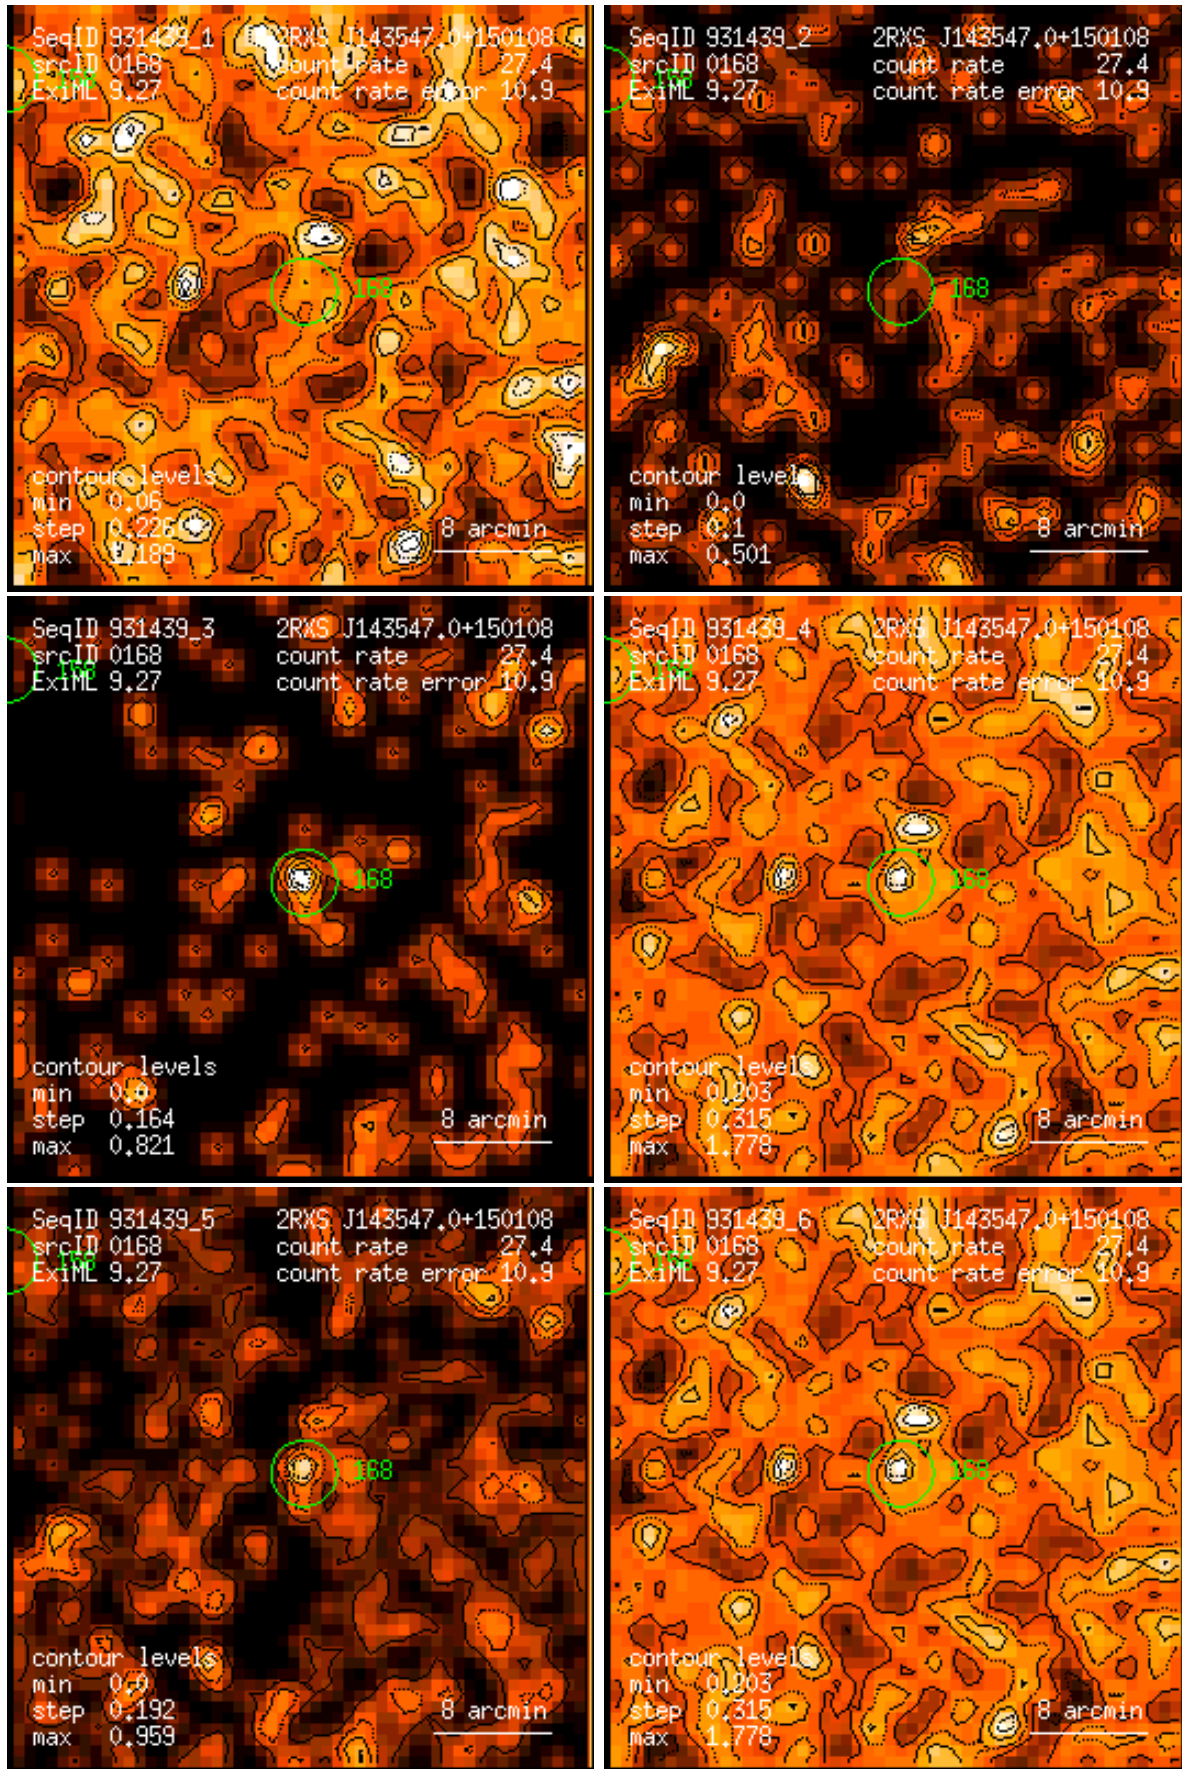 SeqID 931439_1 2RXS J143547.0+150108
srcID 0168 count rate 27.4
ExiML 9.27 count rate error 10.9
168
168
contour levels
min 0.06
step 0.226
max 1.189
8 arcmin
SeqID 931439_2 2RXS J143547.0+150108
srcID 0168 count rate 27.4
ExiML 9.27 count rate error 10.9
168
contour levels
min 0.0
step 0.1
max 0.501
8 arcmin
SeqID 931439_3 2RXS J143547.0+150108
srcID 0168 count rate 27.4
ExiML 9.27 count rate error 10.9
168
contour levels
min 0.0
step 0.164
max 0.821
8 arcmin
SeqID 931439_4 2RXS J143547.0+150108
srcID 0168 count rate 27.4
ExiML 9.27 count rate error 10.9
168
contour levels
min 0.203
step 0.315
max 1.778
8 arcmin
SeqID 931439_5 2RXS J143547.0+150108
srcID 0168 count rate 27.4
ExiML 9.27 count rate error 10.9
168
contour levels
min 0.0
step 0.192
max 0.959
8 arcmin
SeqID 931439_6 2RXS J143547.0+150108
srcID 0168 count rate 27.4
ExiML 9.27 count rate error 10.9
168
contour levels
min 0.203
step 0.315
max 1.778
8 arcmin